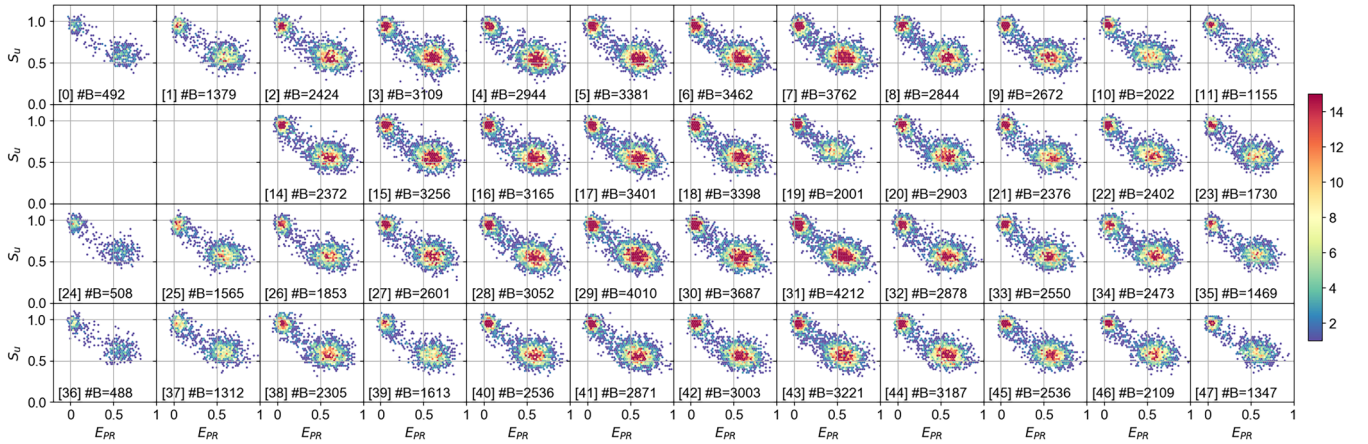 1.0
S_u 0.5
[0] #B=492 [1] #B=1379 [2] #B=2424 [3] #B=3109 [4] #B=2944 [5] #B=3381 [6] #B=3462 [7] #B=3762 [8] #B=2844 [9] #B=2672 [10] #B=2022 [11] #B=1155
0.0
1.0
S_u 0.5
[14] #B=2372 [15] #B=3256 [16] #B=3165 [17] #B=3401 [18] #B=3398 [19] #B=2001 [20] #B=2903 [21] #B=2376 [22] #B=2402 [23] #B=1730
0.0
1.0
S_u 0.5
[24] #B=508 [25] #B=1565 [26] #B=1853 [27] #B=2601 [28] #B=3052 [29] #B=4010 [30] #B=3687 [31] #B=4212 [32] #B=2878 [33] #B=2550 [34] #B=2473 [35] #B=1469
0.0
1.0
S_u 0.5
[36] #B=488 [37] #B=1312 [38] #B=2305 [39] #B=1613 [40] #B=2536 [41] #B=2871 [42] #B=3003 [43] #B=3221 [44] #B=3187 [45] #B=2536 [46] #B=2109 [47] #B=1347
0.0
0 0.5 1 0 0.5 1 0 0.5 1 0 0.5 1 0 0.5 1 0 0.5 1 0 0.5 1 0 0.5 1 0 0.5 1 0 0.5 1 0 0.5 1 0 0.5 1
E_PR E_PR E_PR E_PR E_PR E_PR E_PR E_PR E_PR E_PR E_PR E_PR
14
12
10
8
6
4
2